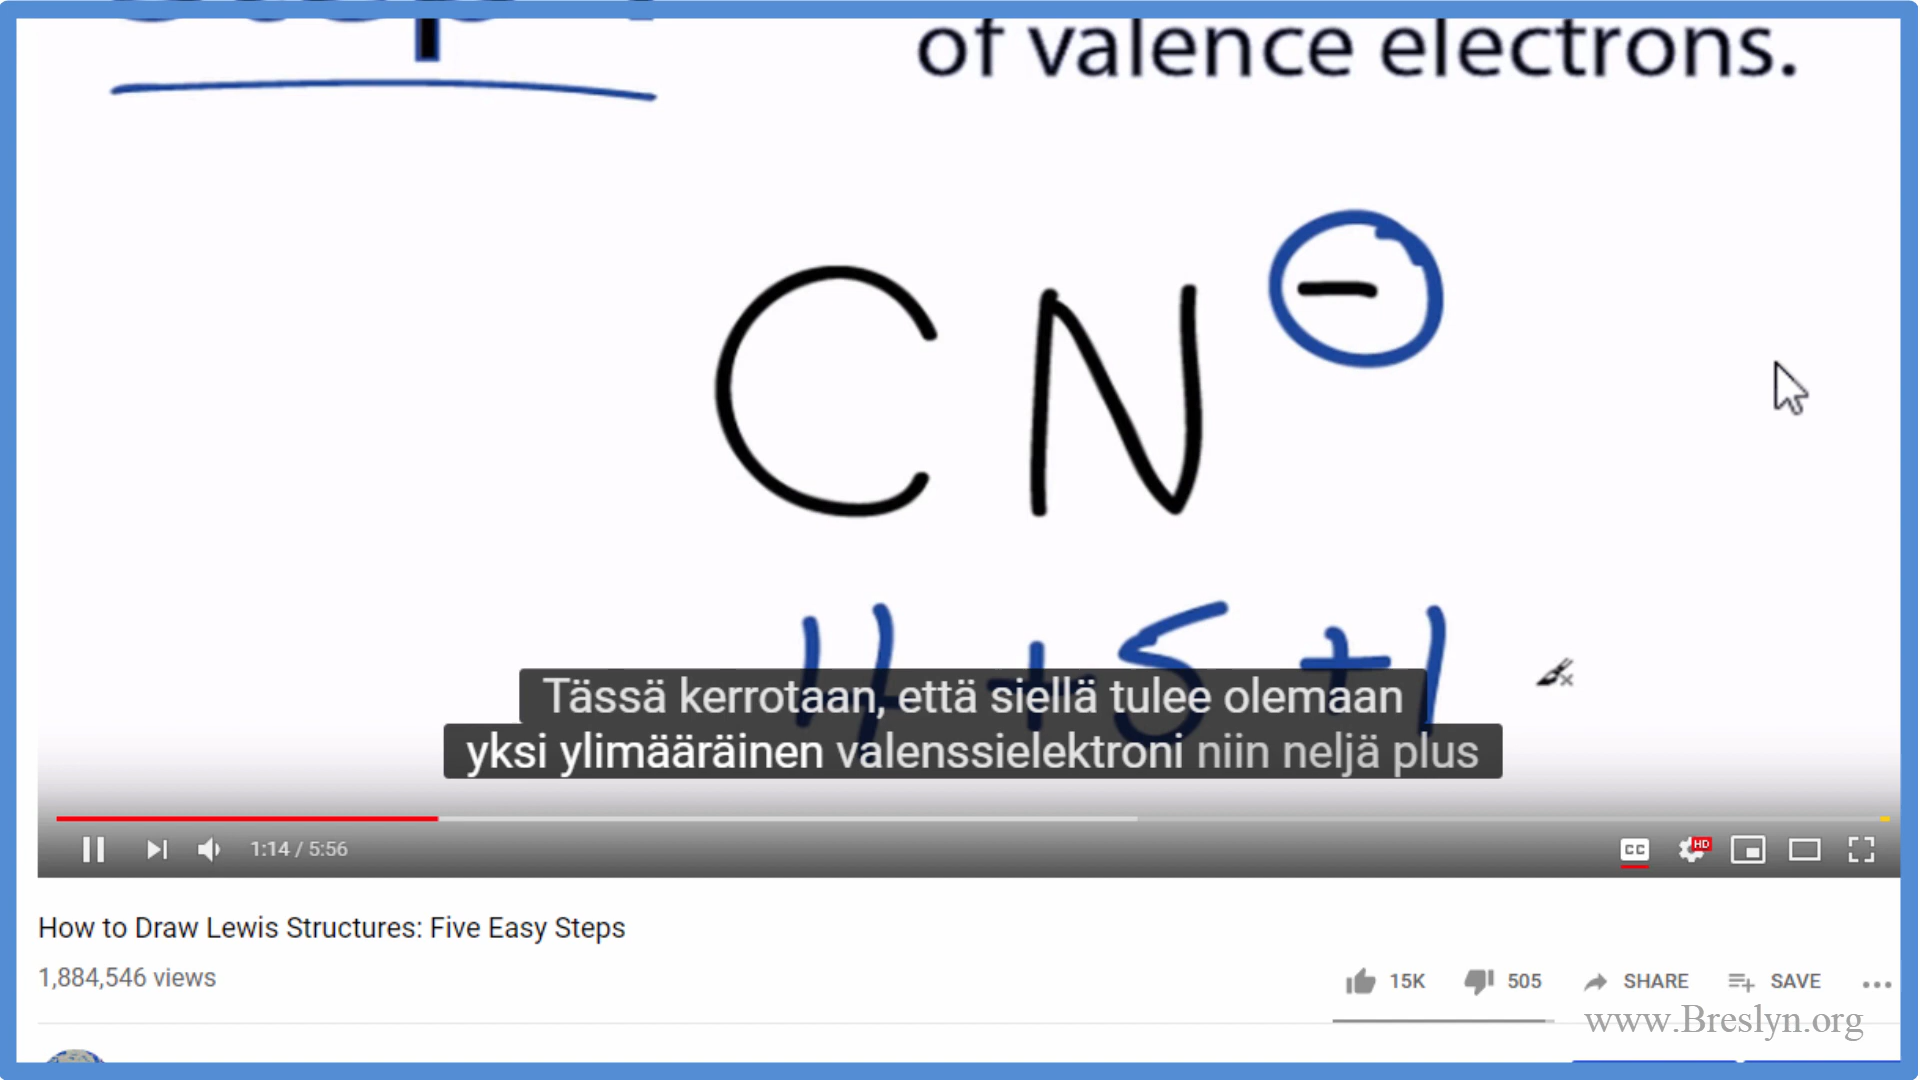 of valence electrons.
CN⁻
4 + 5 + 1
Tässä kerrotaan, että siellä tulee olemaan
yksi ylimääräinen valenssielektroni niin neljä plus
1:14 / 5:56
CC
HD
How to Draw Lewis Structures: Five Easy Steps
1,884,546 views
15K 505 SHARE SAVE
www.Breslyn.org